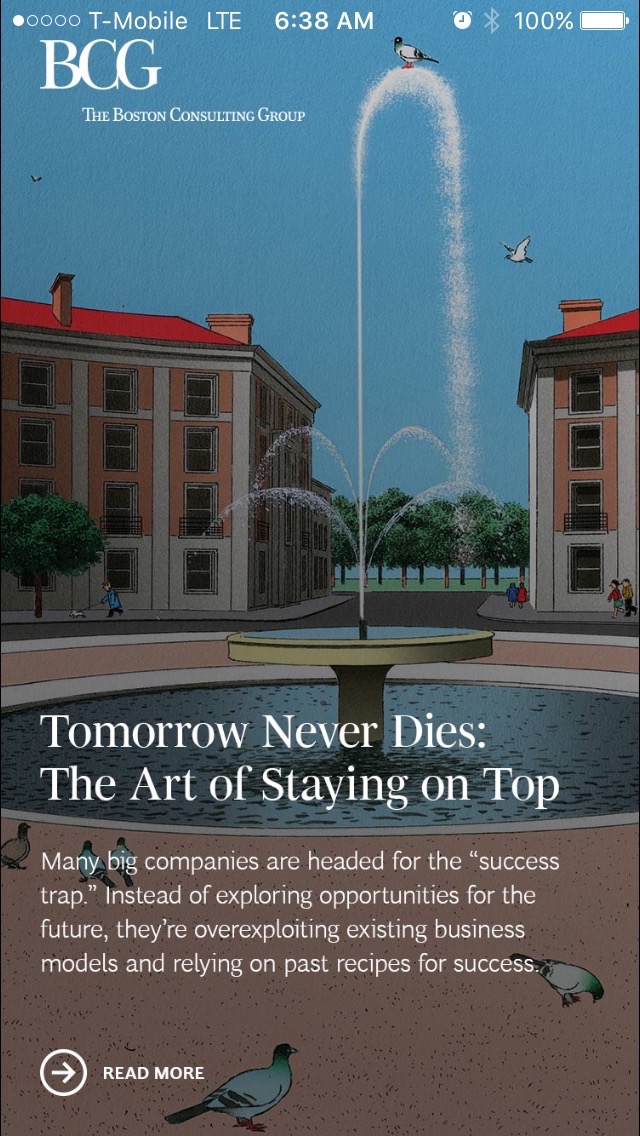 T-Mobile LTE 6:38 AM 100%
BCG
THE BOSTON CONSULTING GROUP
Tomorrow Never Dies:
The Art of Staying on Top
Many big companies are headed for the “success
trap.” Instead of exploring opportunities for the
future, they’re overexploiting existing business
models and relying on past recipes for success.
READ MORE